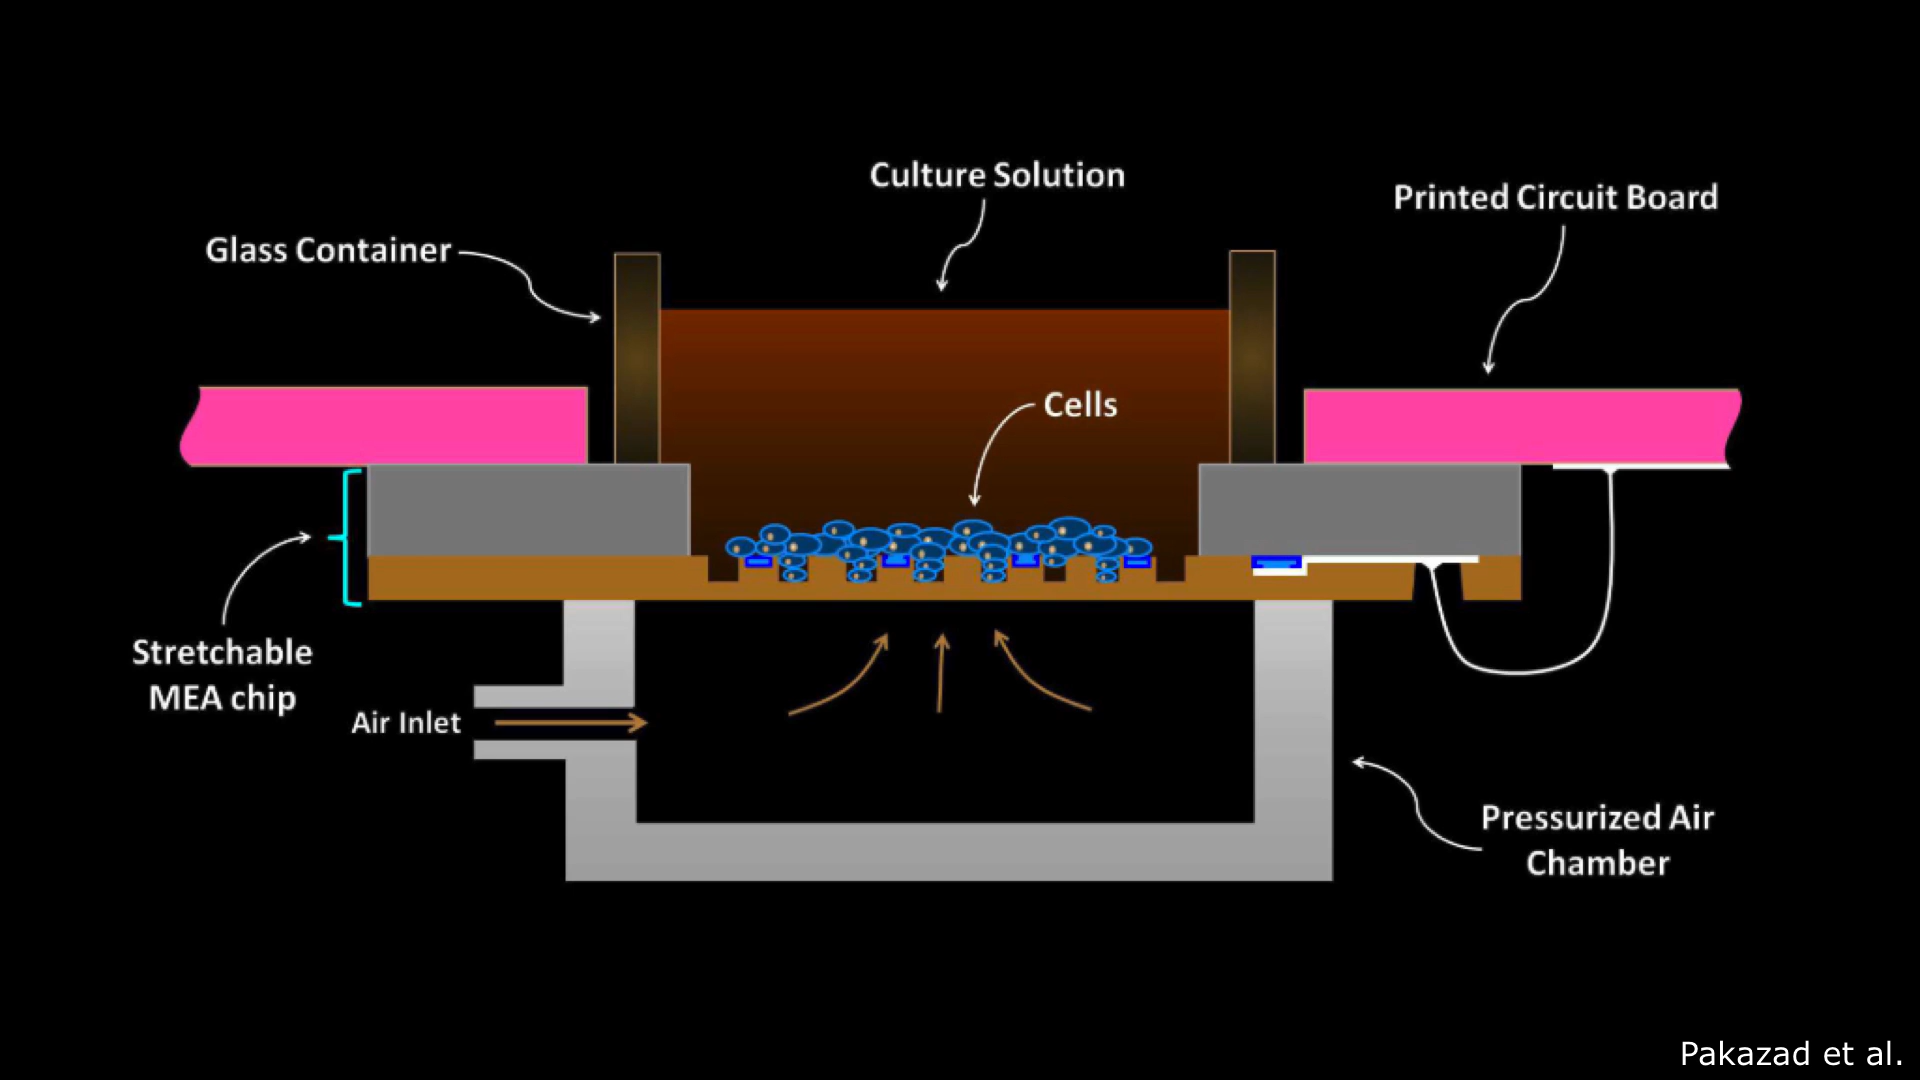 Culture Solution
Printed Circuit Board
Glass Container
Cells
Stretchable
MEA chip
Air Inlet
Pressurized Air
Chamber
Pakazad et al.